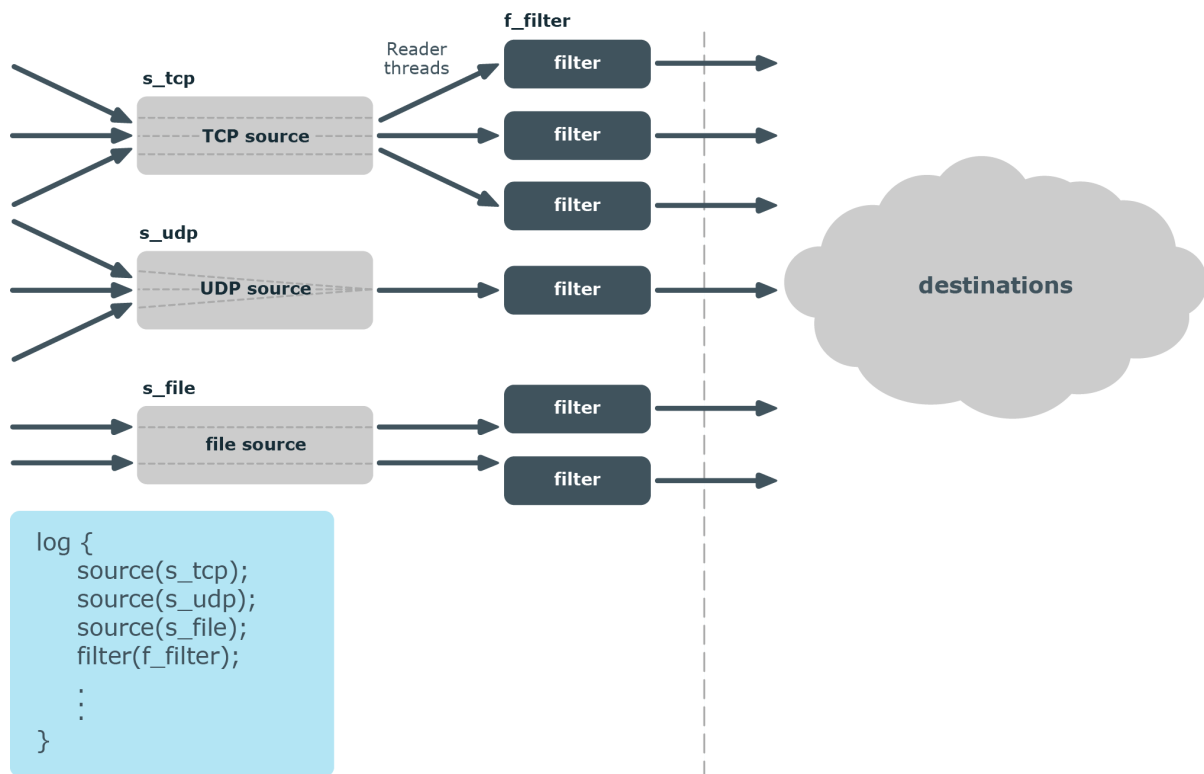 f_filter
Reader
threads
filter
s_tcp
TCP source
filter
filter
s_udp
UDP source
filter
destinations
s_file
file source
filter
filter
log {
source(s_tcp);
source(s_udp);
source(s_file);
filter(f_filter);
.
.
.
}